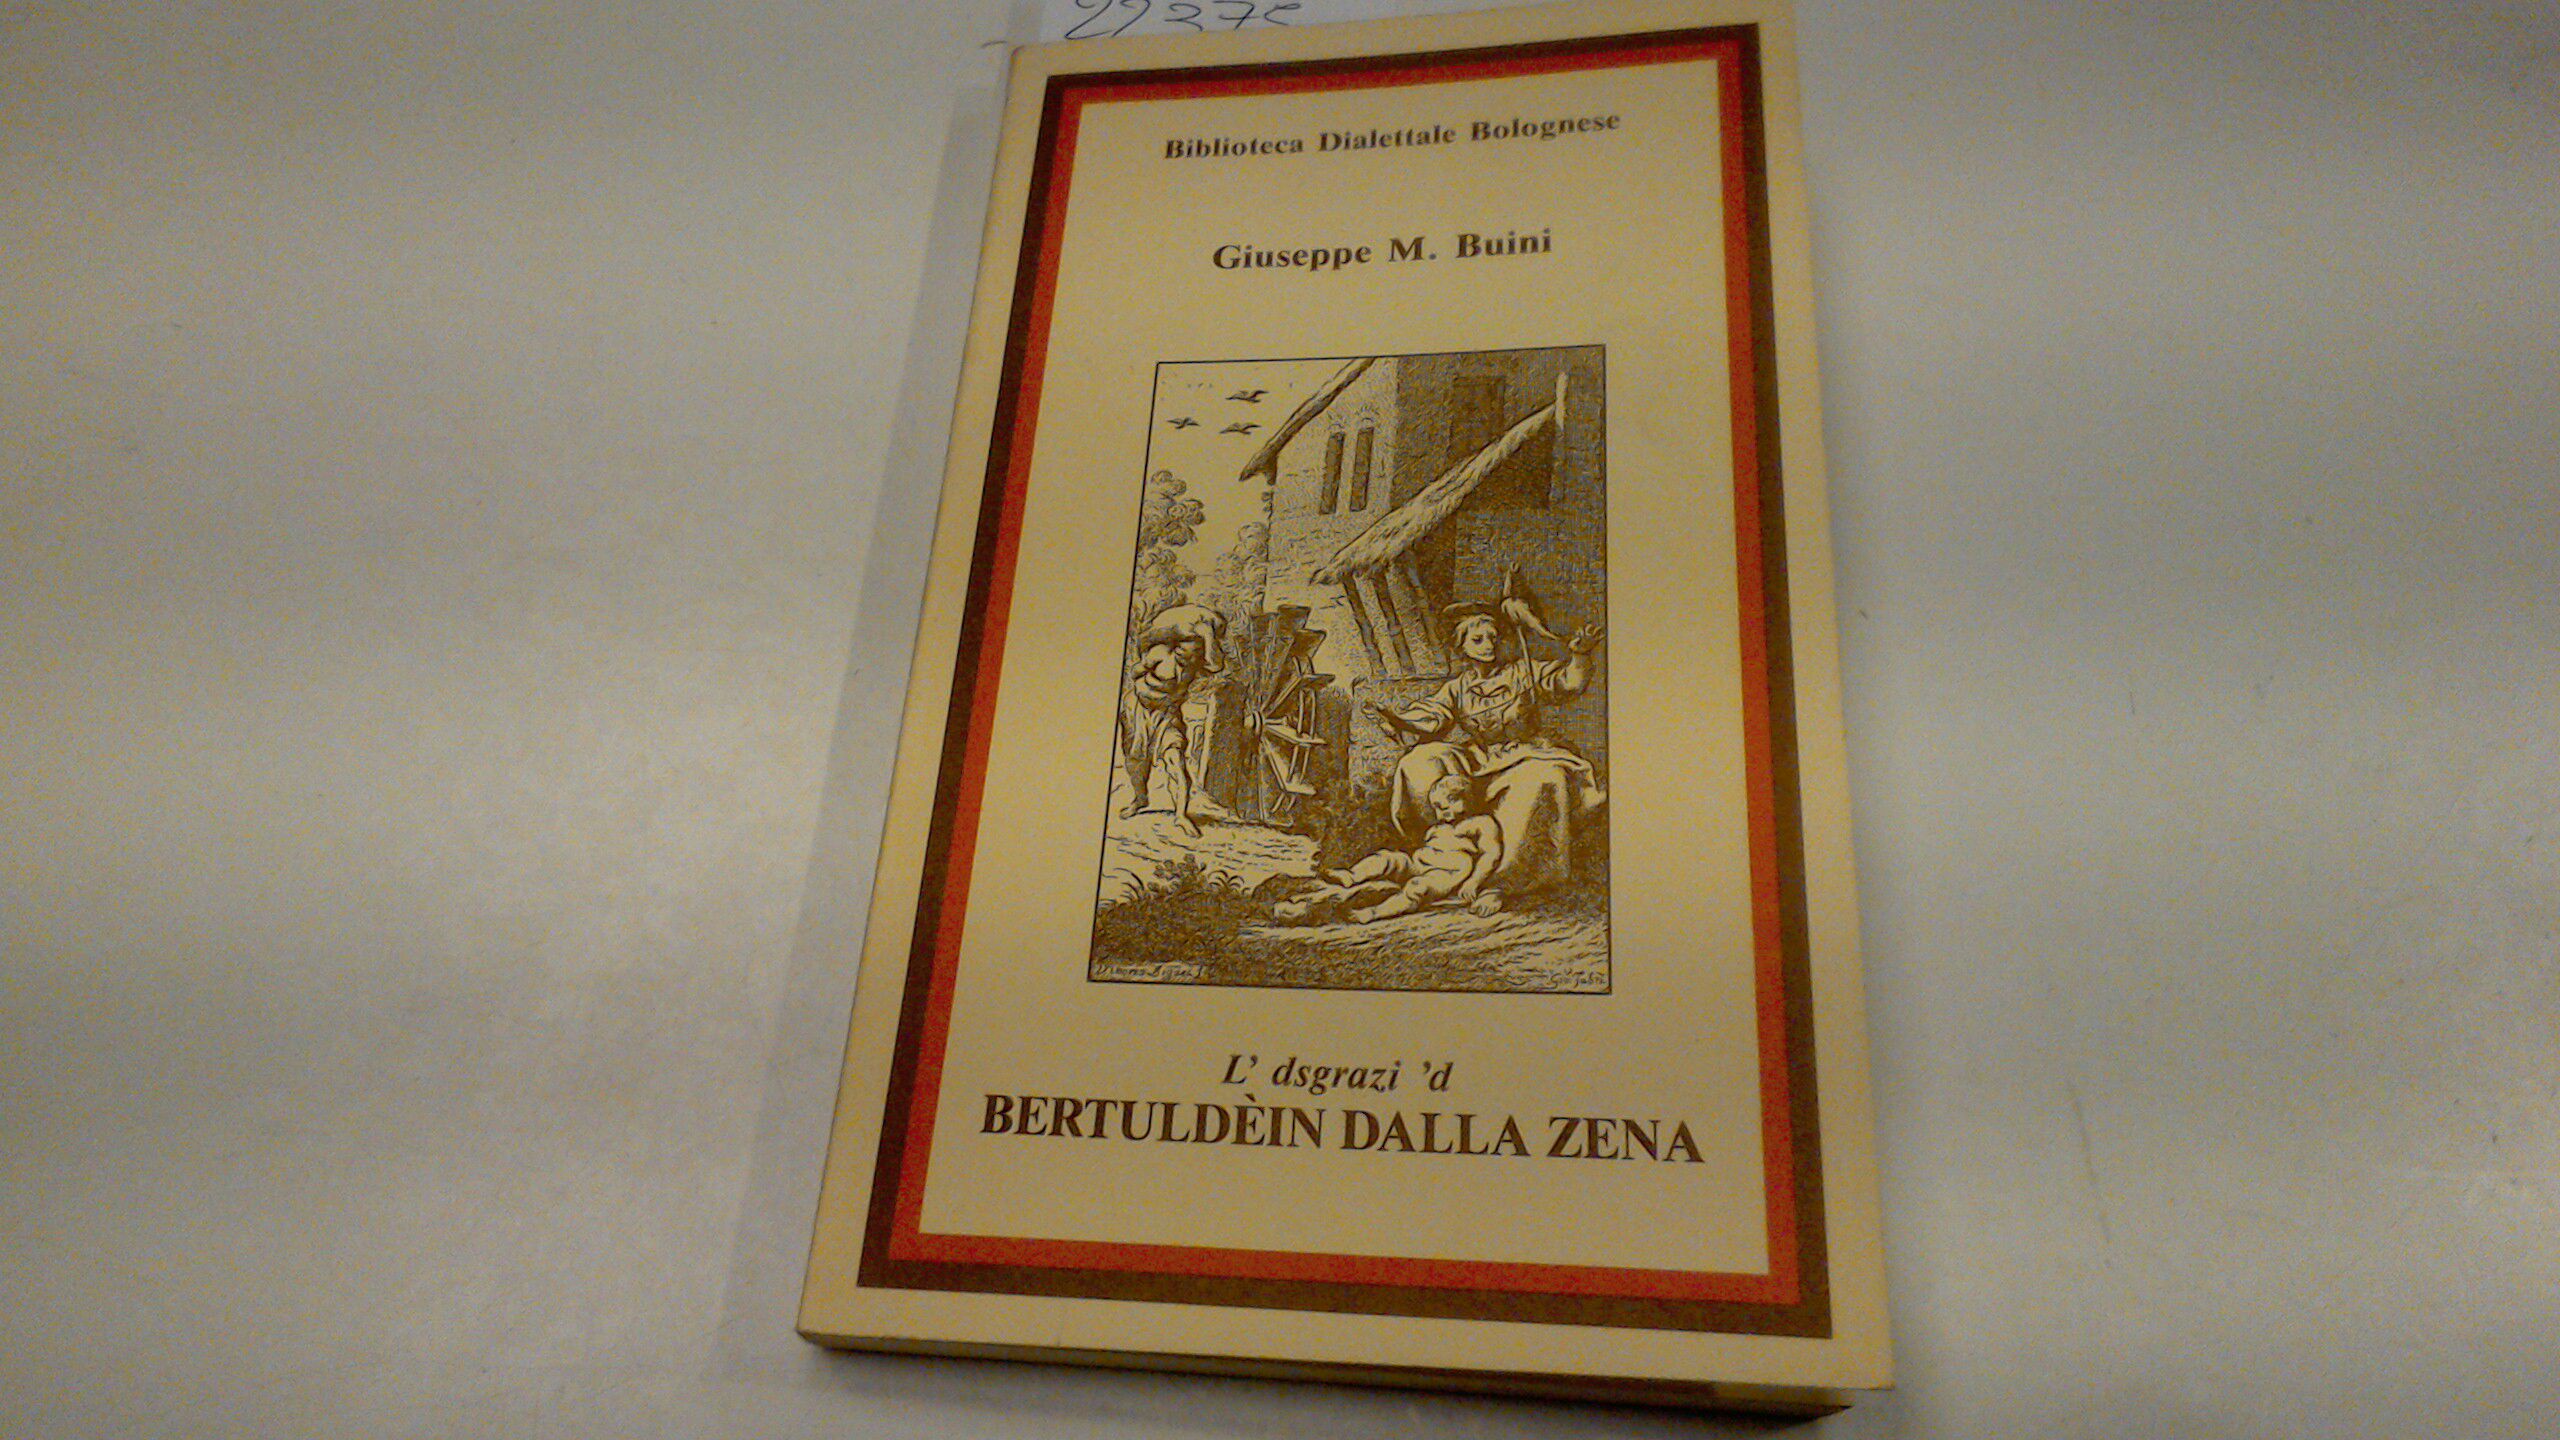 Biblioteca Dialettale Bolognese
Giuseppe M. Buini
L' dsgrazi 'd
BERTULDÈIN DALLA ZENA